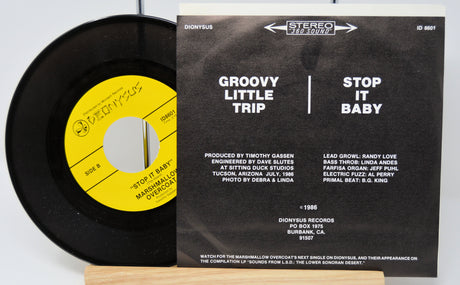 DIONYSUS
SIDE B
ID8601
"STOP IT BABY"
MARSHMALLOW
OVERCOAT
DIONYSUS
STEREO
"360 SOUND"
ID 8601
GROOVY
LITTLE
TRIP
STOP
IT
BABY
PRODUCED BY TIMOTHY GASSEN
ENGINEERED BY DAVE SLUTES
AT SITTING DUCK STUDIOS
TUCSON, ARIZONA JULY, 1986
PHOTO BY DEBRA & LINDA
LEAD GROWL: RANDY LOVE
BASS THROB: LINDA ANDES
FARFISA ORGAN: JEFF PUHL
ELECTRIC FUZZ: AL PERRY
PRIMAL BEAT: B.G. KING
©1986
DIONYSUS RECORDS
PO BOX 1975
BURBANK, CA.
91507
WATCH FOR THE MARSHMALLOW OVERCOAT'S NEXT SINGLE ON DIONYSUS, AND THEIR APPEARANCE ON
THE COMPILATION LP "SOUNDS FROM L.S.D.: THE LOWER SONORAN DESERT."